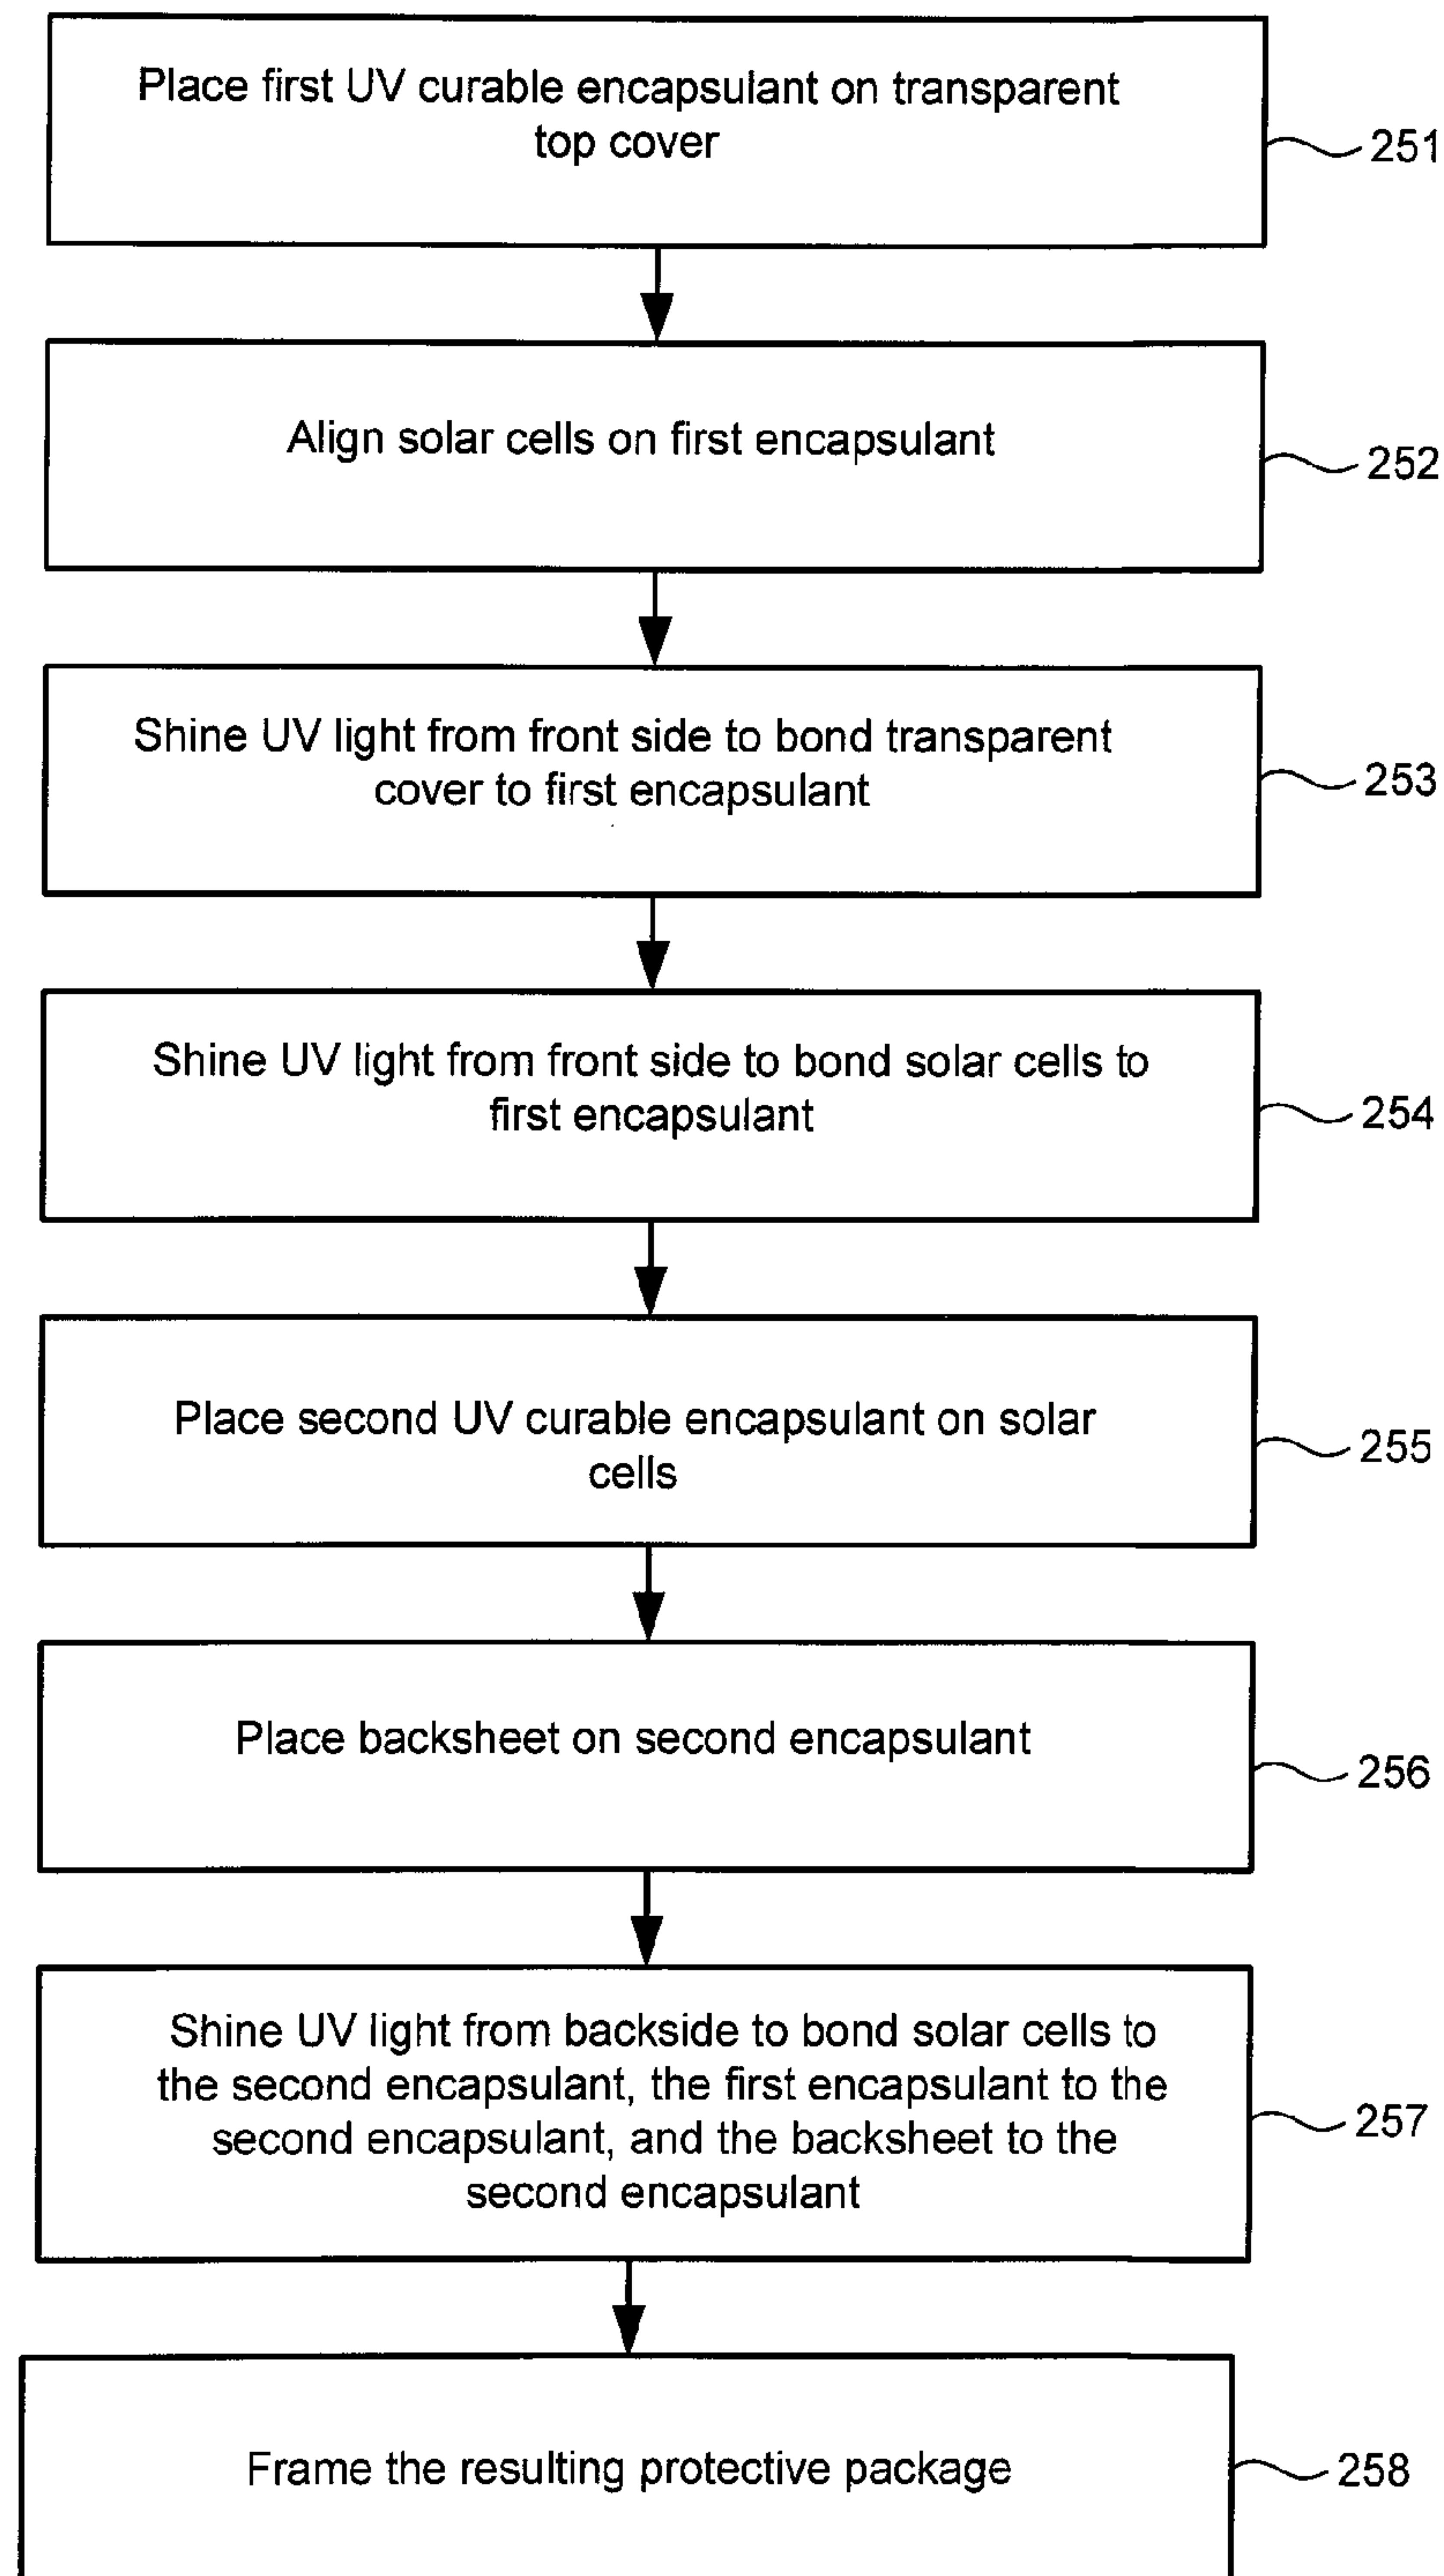 Place first UV curable encapsulant on transparent
top cover
251
Align solar cells on first encapsulant
252
Shine UV light from front side to bond transparent
cover to first encapsulant
253
Shine UV light from front side to bond solar cells to
first encapsulant
254
Place second UV curable encapsulant on solar
cells
255
Place backsheet on second encapsulant
256
Shine UV light from backside to bond solar cells to
the second encapsulant, the first encapsulant to the
second encapsulant, and the backsheet to the
second encapsulant
257
Frame the resulting protective package
258